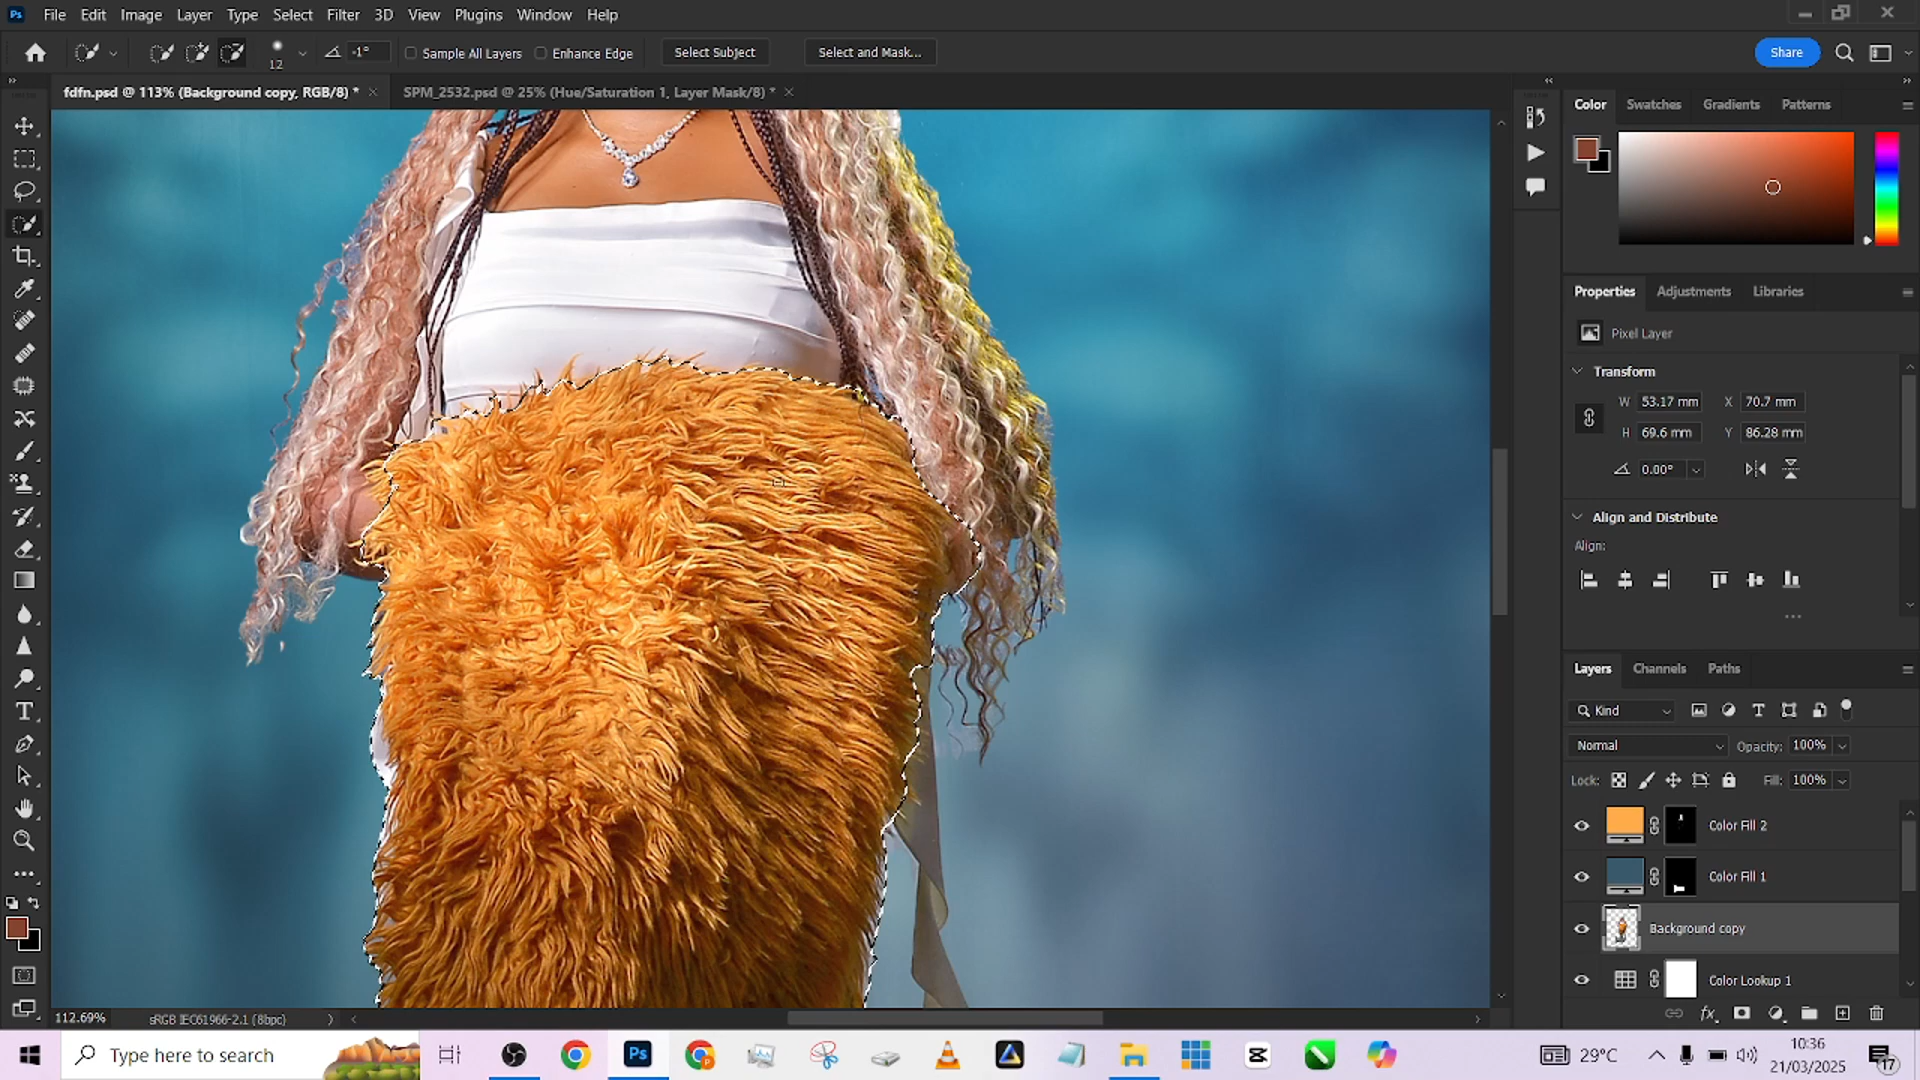 Ps File Edit Image Layer Type Select Filter 3D View Plugins Window Help
12 -1° Sample All Layers Enhance Edge Select Subject Select and Mask... Share
fdfn.psd @ 113% (Background copy, RGB/8) * SPM_2532.psd @ 25% (Hue/Saturation 1, Layer Mask/8) *
Color Swatches Gradients Patterns
Properties Adjustments Libraries
Pixel Layer
Transform
W 53.17 mm X 70.7 mm
H 69.6 mm Y 86.28 mm
0.00°
Align and Distribute
Align:
Layers Channels Paths
Kind
Normal Opacity: 100%
Lock: Fill: 100%
Color Fill 2
Color Fill 1
Background copy
Color Lookup 1
112.69% sRGB IEC61966-2.1 (8bpc)
Type here to search Ps 29°C 10:36
21/03/2025 17